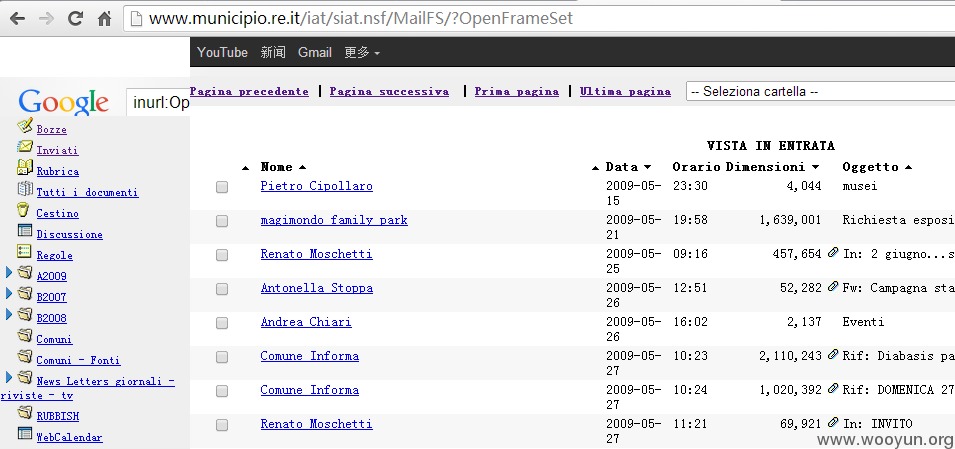 www.municipio.re.it/iat/siat.nsf/MailFS/?OpenFrameSet
YouTube 新闻 Gmail 更多
Google inurl:Op
Pagina precedente | Pagina successiva | Prima pagina | Ultima pagina -- Seleziona cartella --
Bozze
Inviati
Rubrica
Tutti i documenti
Cestino
Discussione
Regole
A2009
B2007
B2008
Comuni
Comuni - Fonti
News Letters giornali -
riviste - tv
RUBBISH
WebCalendar
VISTA IN ENTRATA
Nome Data Orario Dimensioni Oggetto
Pietro Cipollaro 2009-05- 23:30 4,044 musei
15
magimondo family park 2009-05- 19:58 1,639,001 Richiesta esposi
21
Renato Moschetti 2009-05- 09:16 457,654 In: 2 giugno...s
25
Antonella Stoppa 2009-05- 12:51 52,282 Fw: Campagna sta
26
Andrea Chiari 2009-05- 16:02 2,137 Eventi
26
Comune Informa 2009-05- 10:23 2,110,243 Rif: Diabasis pa
27
Comune Informa 2009-05- 10:24 1,020,392 Rif: DOMENICA 27
27
Renato Moschetti 2009-05- 11:21 69,921 In: INVITO
27
www.wooyun.org